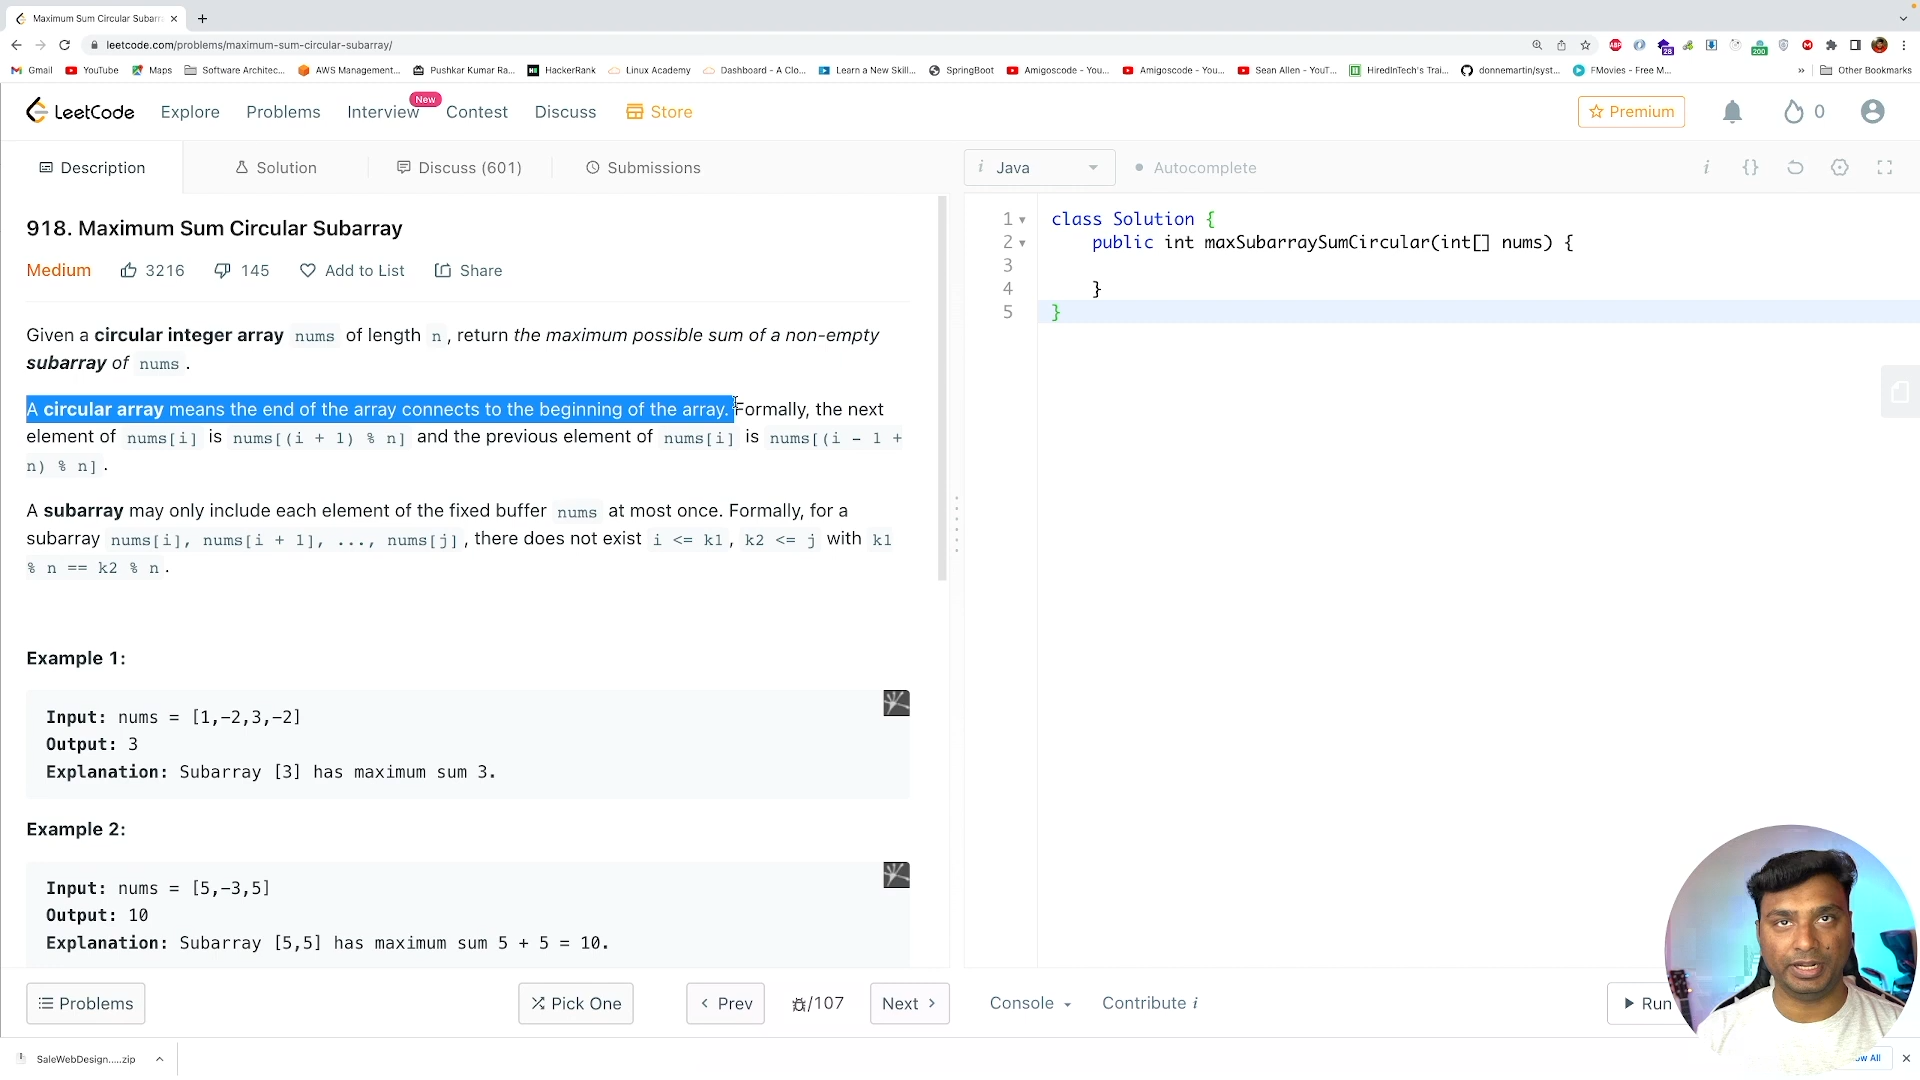 Maximum Sum Circular Subarr
leetcode.com/problems/maximum-sum-circular-subarray/
Gmail YouTube Maps Software Architec... AWS Management... Pushkar Kumar Ra... HackerRank Linux Academy Dashboard - A Clo... Learn a New Skill... SpringBoot Amigoscode - You... Amigoscode - You... Sean Allen - YouT... HiredInTech's Trai... donnemartin/syst... FMovies - Free M... » Other Bookmarks
LeetCode Explore Problems Interview New Contest Discuss Store Premium 0
Description Solution Discuss (601) Submissions i Java Autocomplete i {}
918. Maximum Sum Circular Subarray
Medium 3216 145 Add to List Share
Given a circular integer array nums of length n, return the maximum possible sum of a non-empty
subarray of nums.
A circular array means the end of the array connects to the beginning of the array. Formally, the next
element of nums[i] is nums[(i + 1) % n] and the previous element of nums[i] is nums[(i - 1 +
n) % n].
A subarray may only include each element of the fixed buffer nums at most once. Formally, for a
subarray nums[i], nums[i + 1], ..., nums[j], there does not exist i <= k1, k2 <= j with k1
% n == k2 % n.
Example 1:
Input: nums = [1,-2,3,-2]
Output: 3
Explanation: Subarray [3] has maximum sum 3.
Example 2:
Input: nums = [5,-3,5]
Output: 10
Explanation: Subarray [5,5] has maximum sum 5 + 5 = 10.
1 class Solution {
2 public int maxSubarraySumCircular(int[] nums) {
3
4 }
5 }
Problems Pick One Prev /107 Next Console Contribute i Run
SaleWebDesign.....zip All